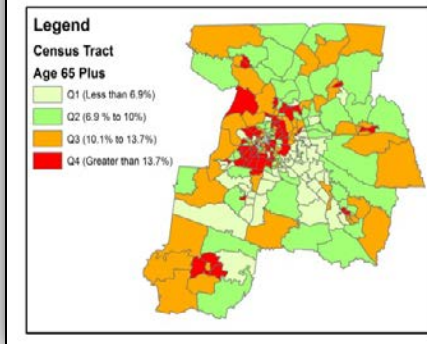 Legend
Census Tract
Age 65 Plus
Q1 (Less than 6.9%)
Q2 (6.9 % to 10%)
Q3 (10.1% to 13.7%)
Q4 (Greater than 13.7%)